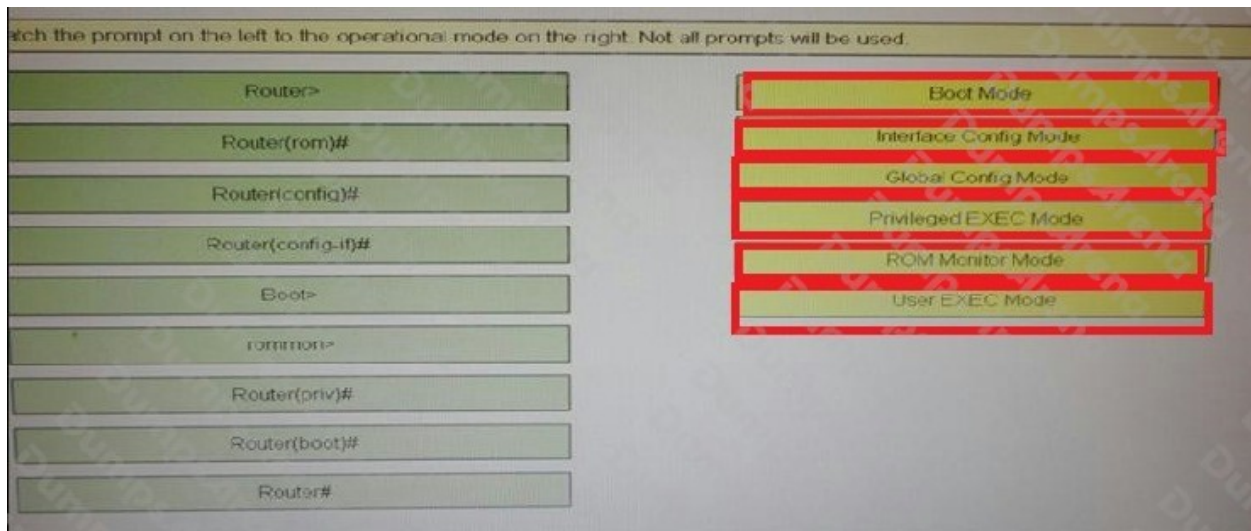 atch the prompt on the left to the operational mode on the right. Not all prompts will be used.
Router>
Router(rom)#
Router(config)#
Router(config-if)#
Boot>
rommon>
Router(priv)#
Router(boot)#
Router#
Boot Mode
Interface Config Mode
Global Config Mode
Privileged EXEC Mode
ROM Monitor Mode
User EXEC Mode
DumpsArena